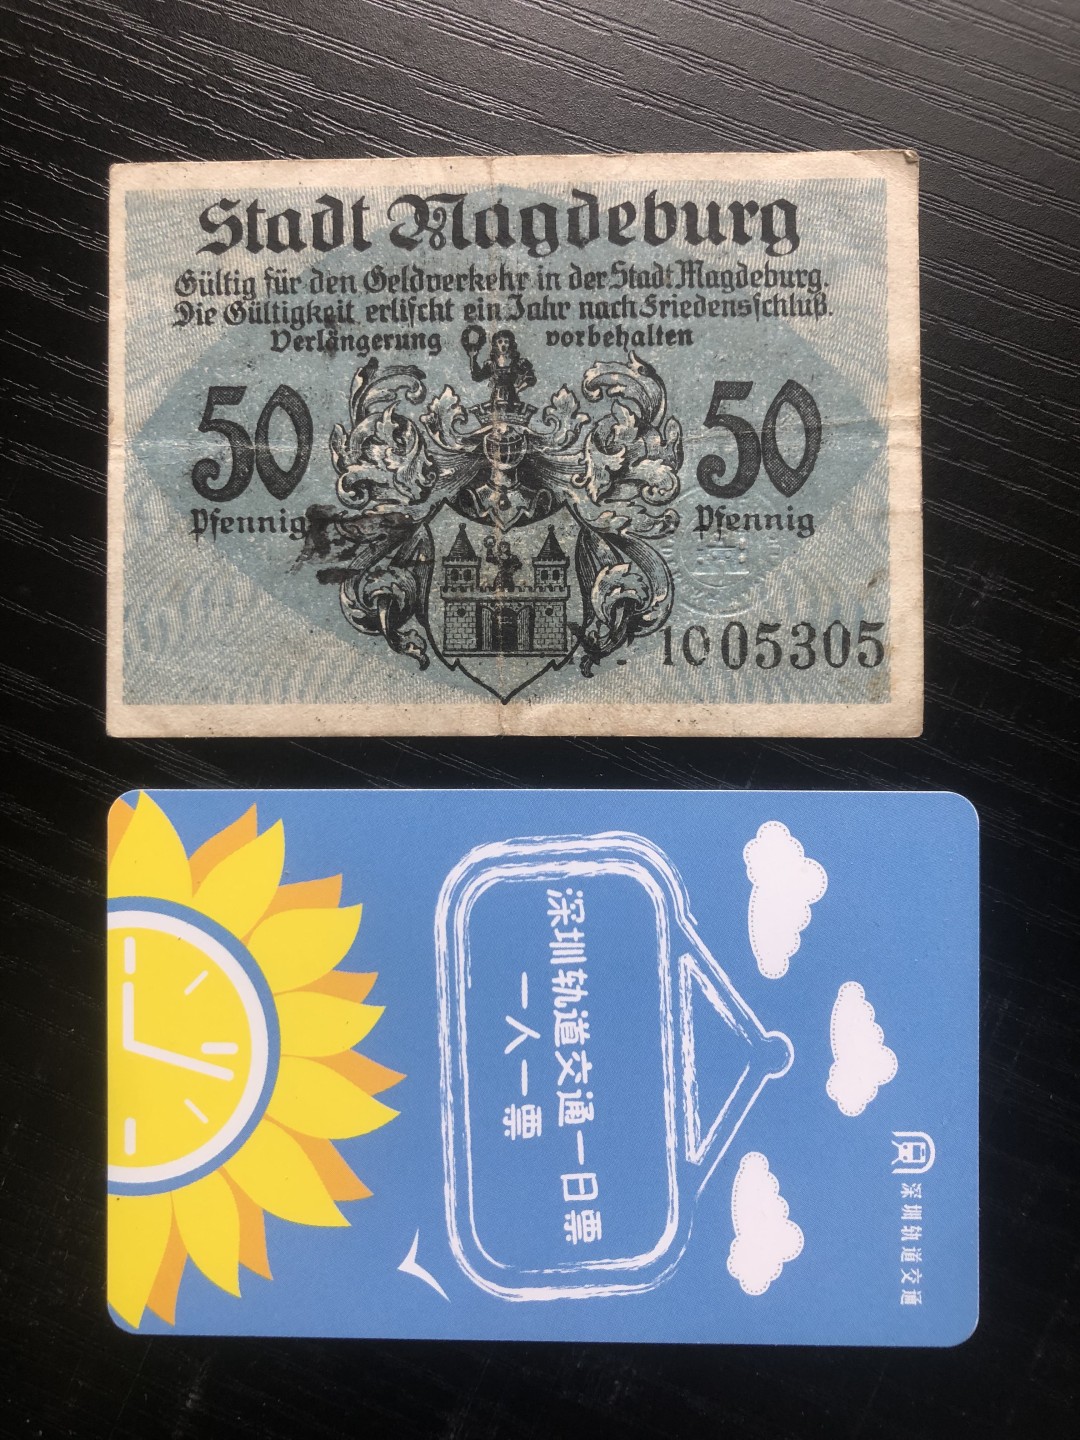 Stadt Magdeburg
Gültig für den Geldverkehr in der Stadt Magdeburg.
Die Gültigkeit erlischt ein Jahr nach Friedensschluß.
Verlängerung vorbehalten
50 50
Pfennig Pfennig
1005305
深圳轨道交通
深圳轨道交通一日票
一人一票